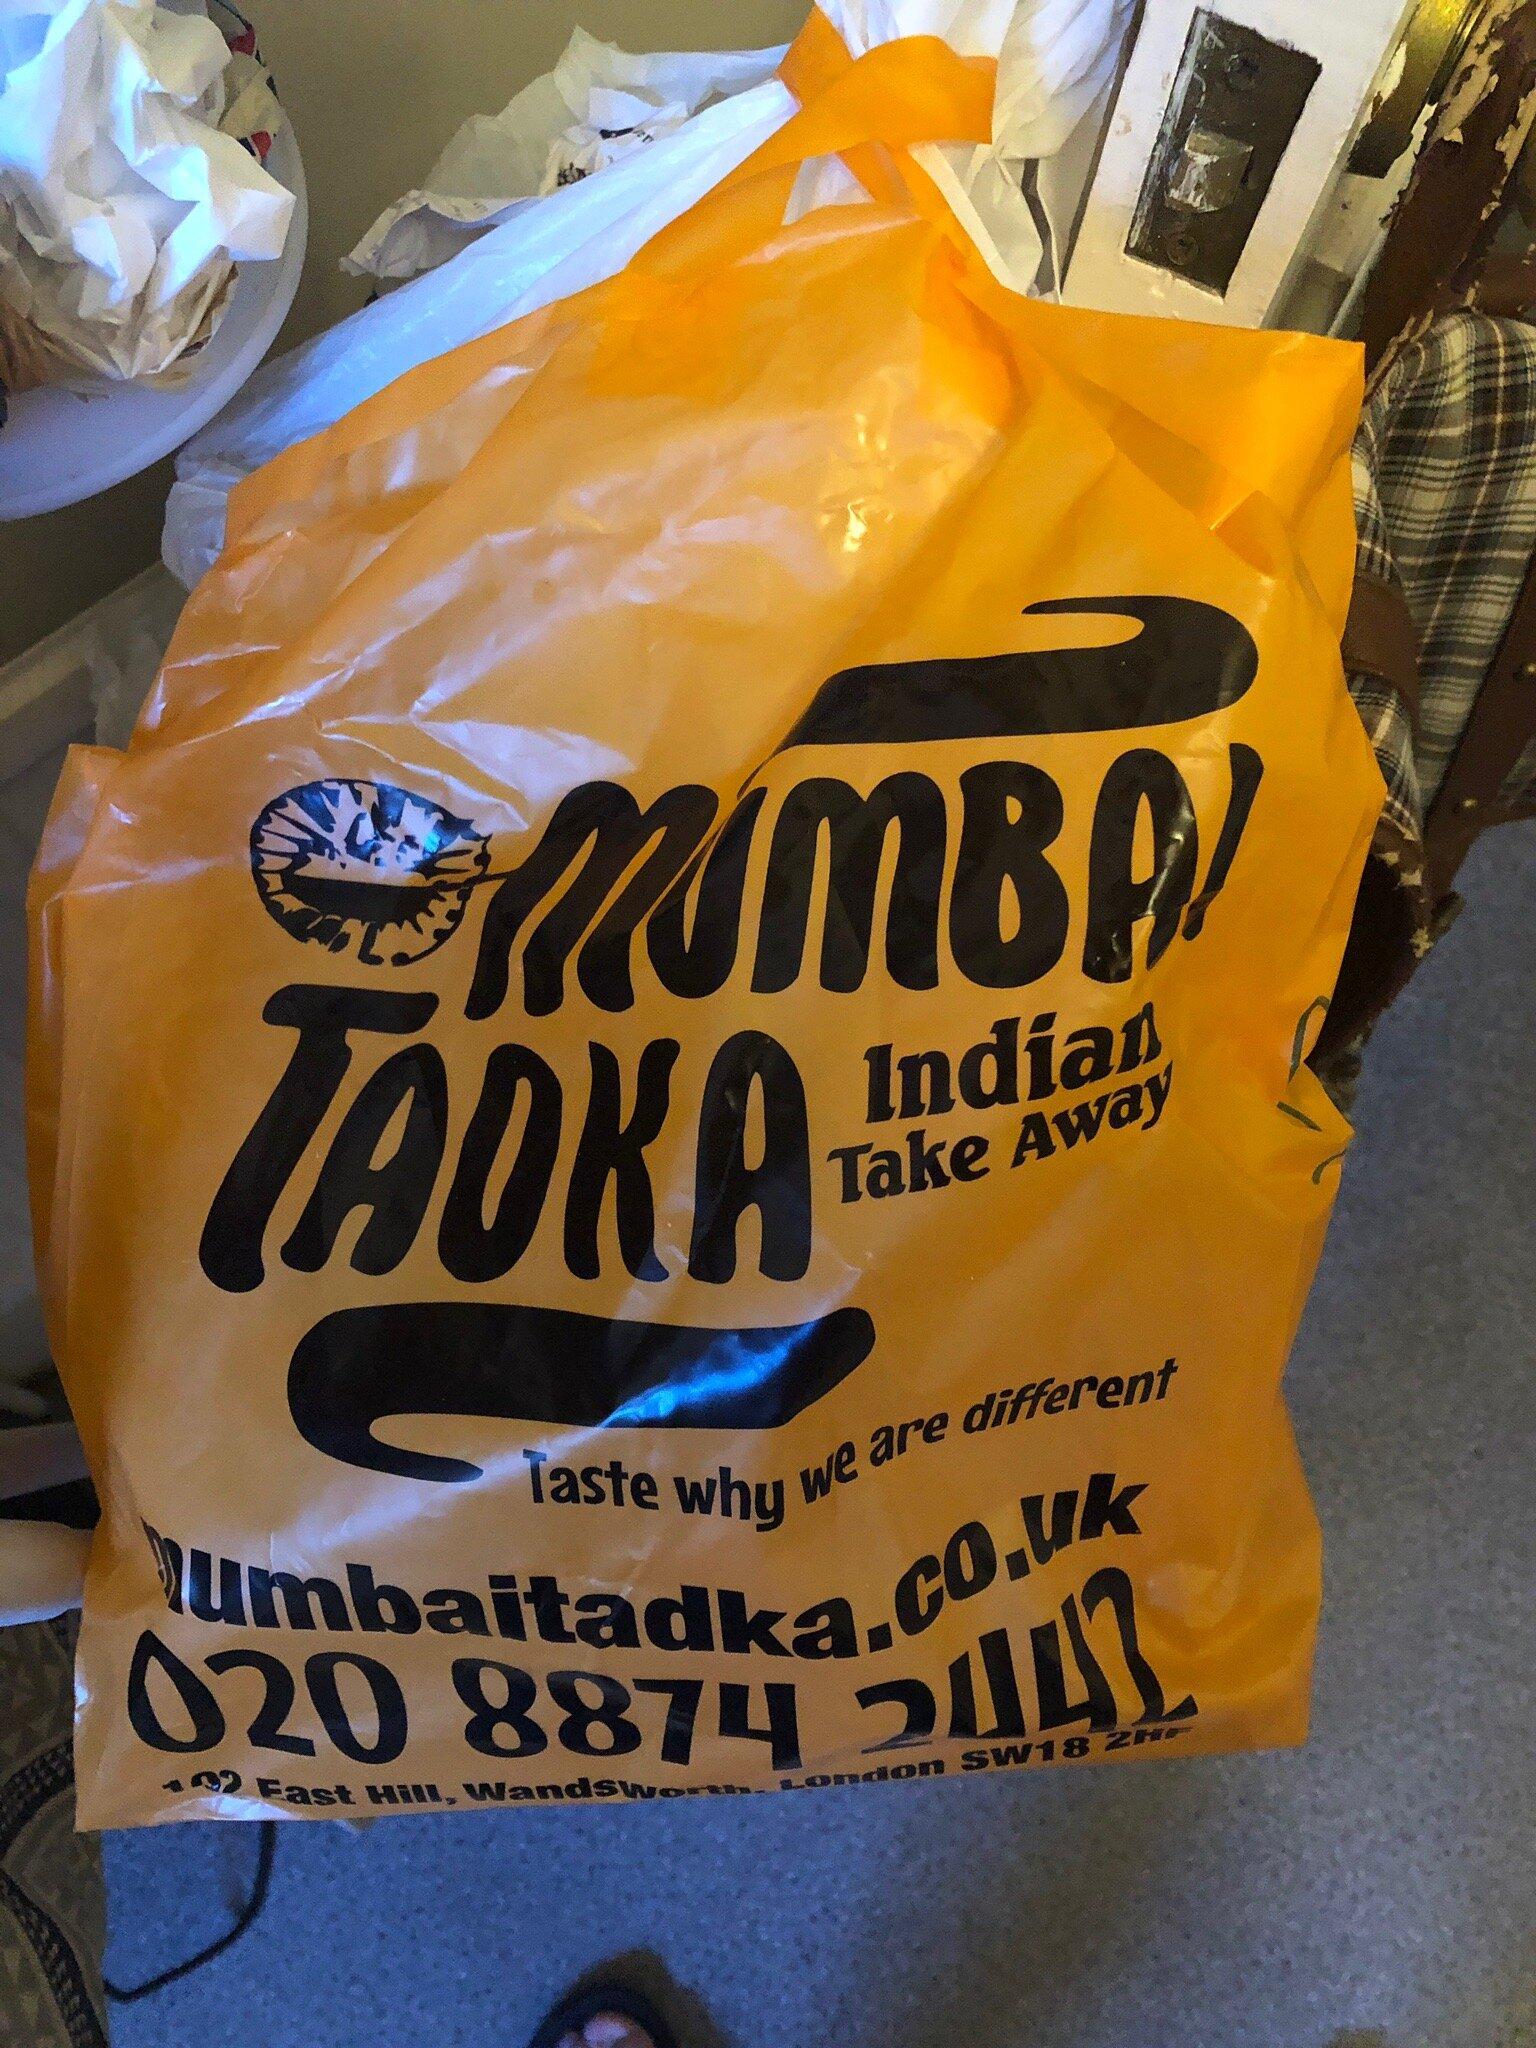 MUMBAI
TADKA
Indian
Take Away
Taste why we are different
mumbaitadka.co.uk
020 8874 2442
East Hill, Wandsworth, London SW18